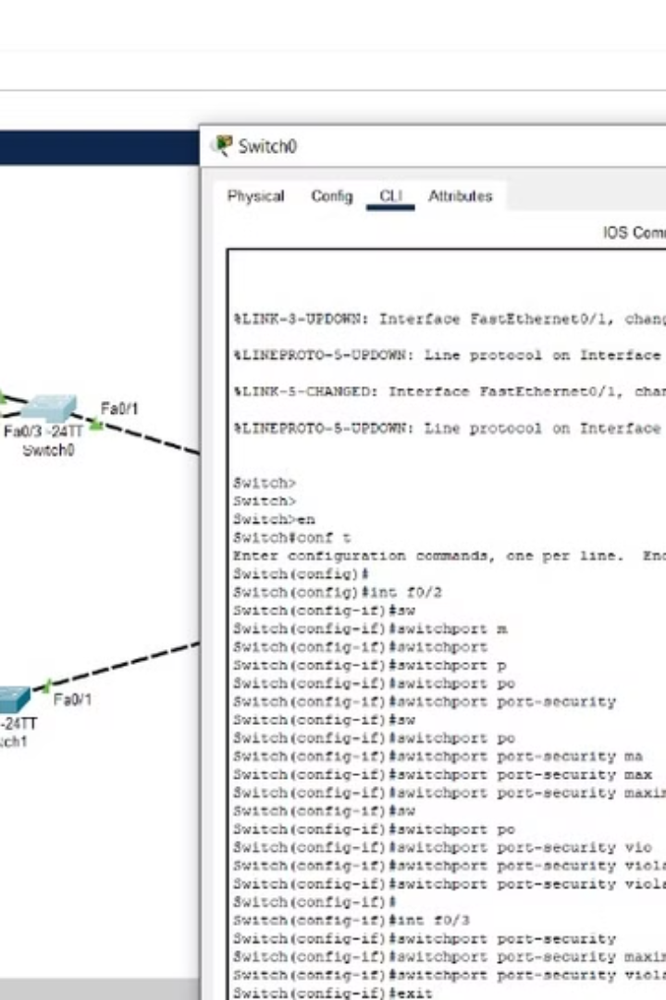 Switch0
Physical Config CLI Attributes
IOS Com
%LINK-3-UPDOWN: Interface FastEthernet0/1, chang
%LINEPROTO-5-UPDOWN: Line protocol on Interface
%LINK-5-CHANGED: Interface FastEthernet0/1, chan
%LINEPROTO-5-UPDOWN: Line protocol on Interface
Switch>
Switch>
Switch>en
Switch#conf t
Enter configuration commands, one per line. End
Switch(config)#
Switch(config)#int f0/2
Switch(config-if)#sw
Switch(config-if)#switchport m
Switch(config-if)#switchport
Switch(config-if)#switchport p
Switch(config-if)#switchport po
Switch(config-if)#switchport port-security
Switch(config-if)#sw
Switch(config-if)#switchport po
Switch(config-if)#switchport port-security ma
Switch(config-if)#switchport port-security max
Switch(config-if)#switchport port-security maxim
Switch(config-if)#sw
Switch(config-if)#switchport po
Switch(config-if)#switchport port-security vio
Switch(config-if)#switchport port-security viola
Switch(config-if)#switchport port-security viola
Switch(config-if)#
Switch(config-if)#int f0/3
Switch(config-if)#switchport port-security
Switch(config-if)#switchport port-security maxim
Switch(config-if)#switchport port-security viola
Switch(config-if)#exit
Fa0/1
Fa0/3 -24TT
Switch0
Fa0/1
-24TT
tch1